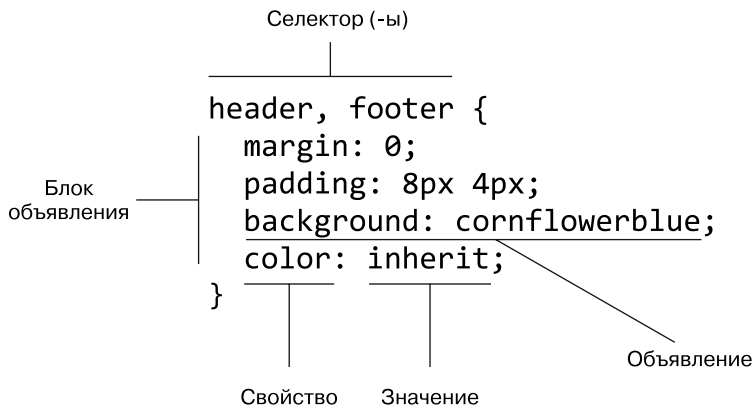 Селектор (-ы)
header, footer {
margin: 0;
padding: 8px 4px;
background: cornflowerblue;
color: inherit;
}
Блок
объявления
Объявление
Свойство
Значение